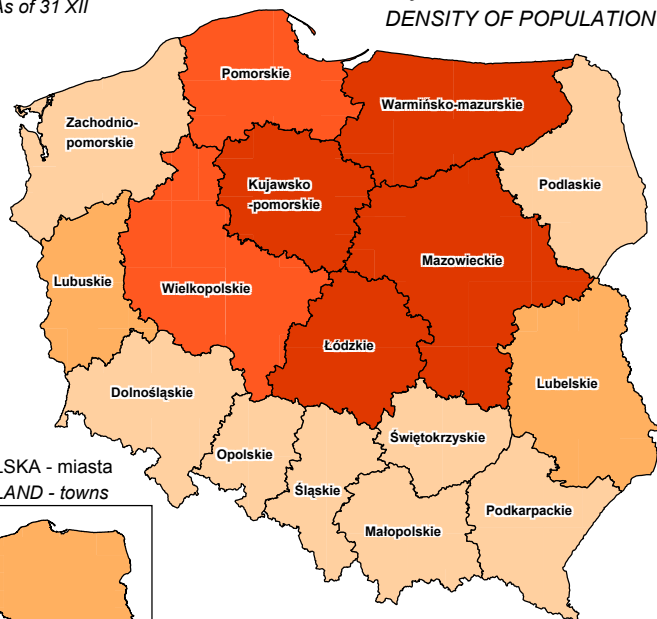 As of 31 XII
DENSITY OF POPULATION
Pomorskie
Warmińsko-mazurskie
Zachodnio-
pomorskie
Kujawsko
-pomorskie
Podlaskie
Mazowieckie
Lubuskie
Wielkopolskie
Łódzkie
Lubelskie
Dolnośląskie
Świętokrzyskie
Opolskie
Śląskie
Podkarpackie
Małopolskie
LSKA - miasta
LAND - towns